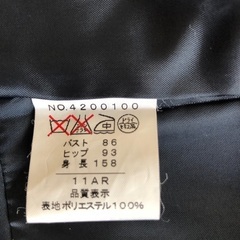 NO.4200100
バスト 86
ヒップ 93
身長 158
11AR
品質表示
表地ポリエステル100%